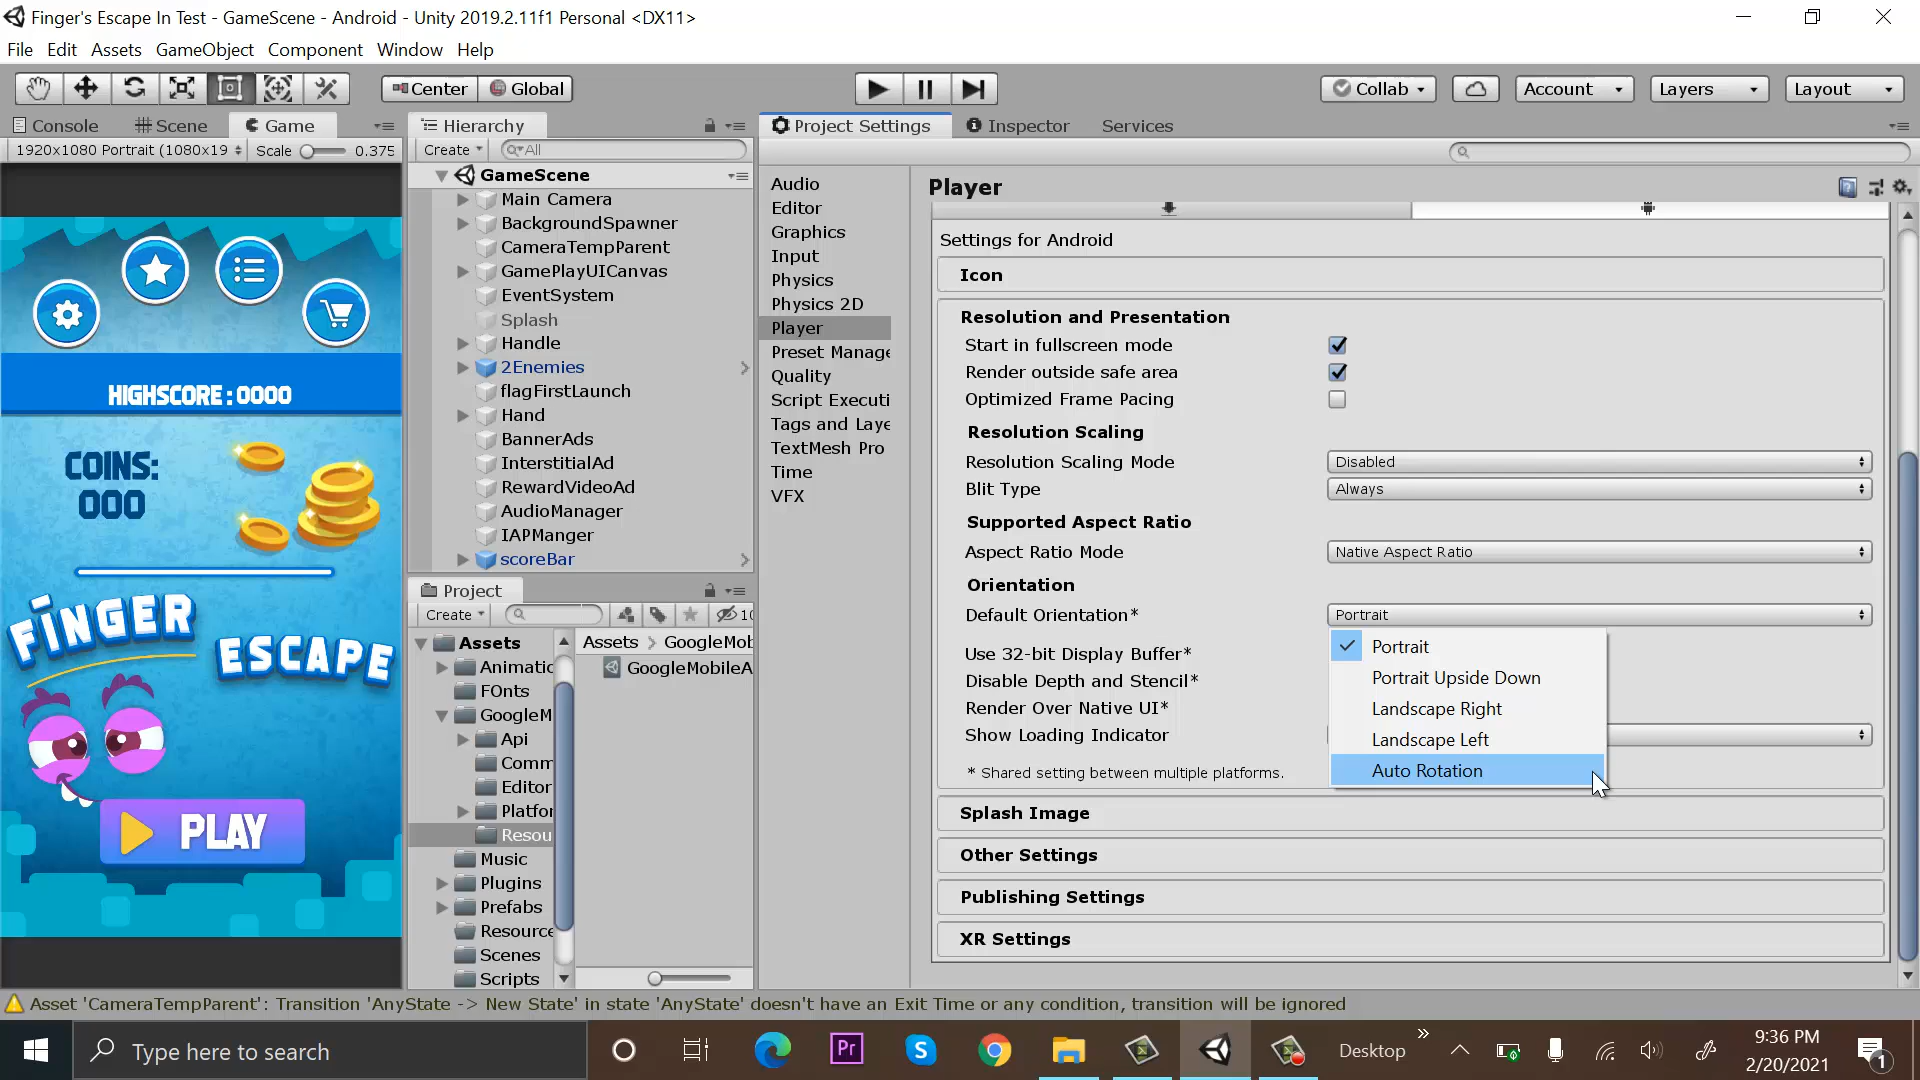 Finger's Escape In Test - GameScene - Android - Unity 2019.2.11f1 Personal <DX11>
File Edit Assets GameObject Component Window Help
Center Global
Collab Account Layers Layout
Console Scene Game
1920x1080 Portrait (1080x19 Scale 0.375
HIGHSCORE : 0000
COINS:
000
FINGER
ESCAPE
PLAY
Hierarchy
Create All
GameScene
Main Camera
BackgroundSpawner
CameraTempParent
GamePlayUICanvas
EventSystem
Splash
Handle
2Enemies
flagFirstLaunch
Hand
BannerAds
InterstitialAd
RewardVideoAd
AudioManager
IAPManger
scoreBar
Project
Create 10
Assets
Animatic
FOnts
GoogleM
Api
Comm
Editor
Platfor
Resou
Music
Plugins
Prefabs
Resource
Scenes
Scripts
Assets > GoogleMob
GoogleMobileA
Project Settings Inspector Services
Audio
Editor
Graphics
Input
Physics
Physics 2D
Player
Preset Manage
Quality
Script Executi
Tags and Laye
TextMesh Pro
Time
VFX
Player
Settings for Android
Icon
Resolution and Presentation
Start in fullscreen mode
Render outside safe area
Optimized Frame Pacing
Resolution Scaling
Resolution Scaling Mode Disabled
Blit Type Always
Supported Aspect Ratio
Aspect Ratio Mode Native Aspect Ratio
Orientation
Default Orientation* Portrait
Portrait
Portrait Upside Down
Landscape Right
Landscape Left
Auto Rotation
Use 32-bit Display Buffer*
Disable Depth and Stencil*
Render Over Native UI*
Show Loading Indicator
* Shared setting between multiple platforms.
Splash Image
Other Settings
Publishing Settings
XR Settings
Asset 'CameraTempParent': Transition 'AnyState -> New State' in state 'AnyState' doesn't have an Exit Time or any condition, transition will be ignored
Type here to search
Pr
S
Desktop
9:36 PM
2/20/2021
1